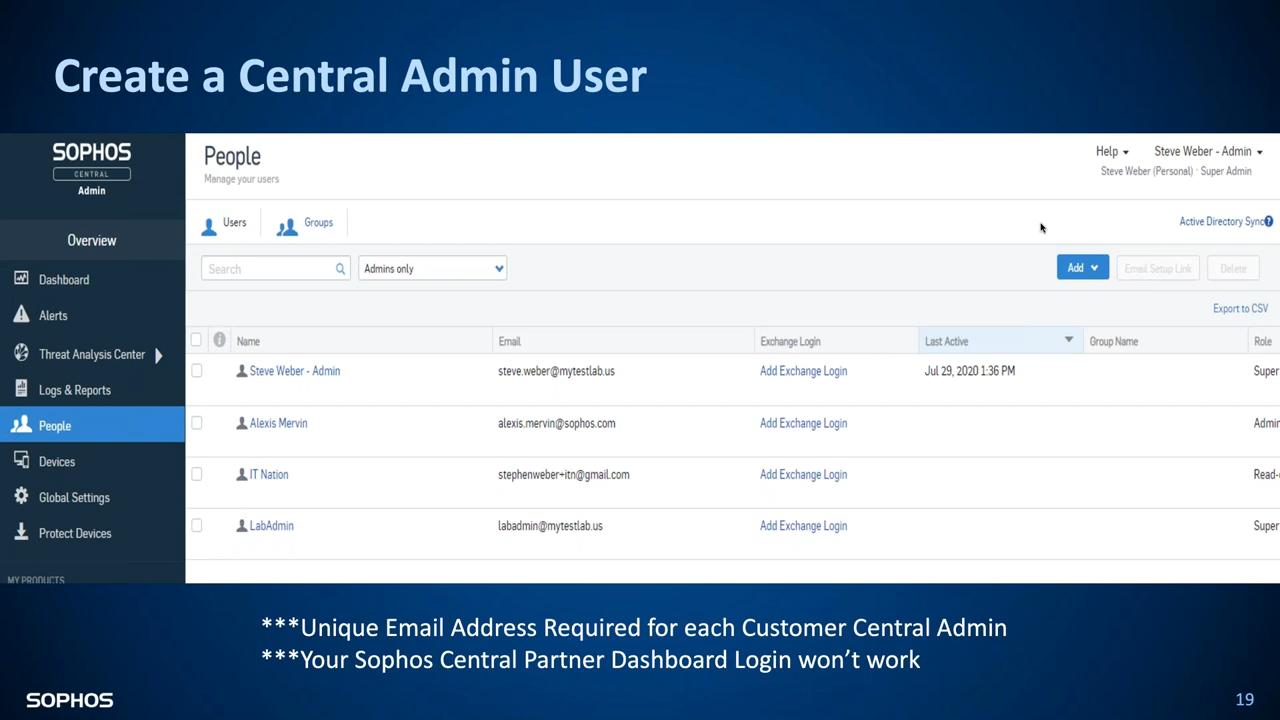 Create a Central Admin User
SOPHOS
CENTRAL
Admin
Overview
Dashboard
Alerts
Threat Analysis Center
Logs & Reports
People
Devices
Global Settings
Protect Devices
MY PRODUCTS
People
Manage your users
Help
Steve Weber - Admin
Steve Weber (Personal) · Super Admin
Users
Groups
Active Directory Sync
Search
Admins only
Add
Email Setup Link
Delete
Export to CSV
Name Email Exchange Login Last Active Group Name Role
Steve Weber - Admin steve.weber@mytestlab.us Add Exchange Login Jul 29, 2020 1:36 PM Super
Alexis Mervin alexis.mervin@sophos.com Add Exchange Login Admin
IT Nation stephenweber+itn@gmail.com Add Exchange Login Read-
LabAdmin labadmin@mytestlab.us Add Exchange Login Super
***Unique Email Address Required for each Customer Central Admin
***Your Sophos Central Partner Dashboard Login won’t work
SOPHOS
19